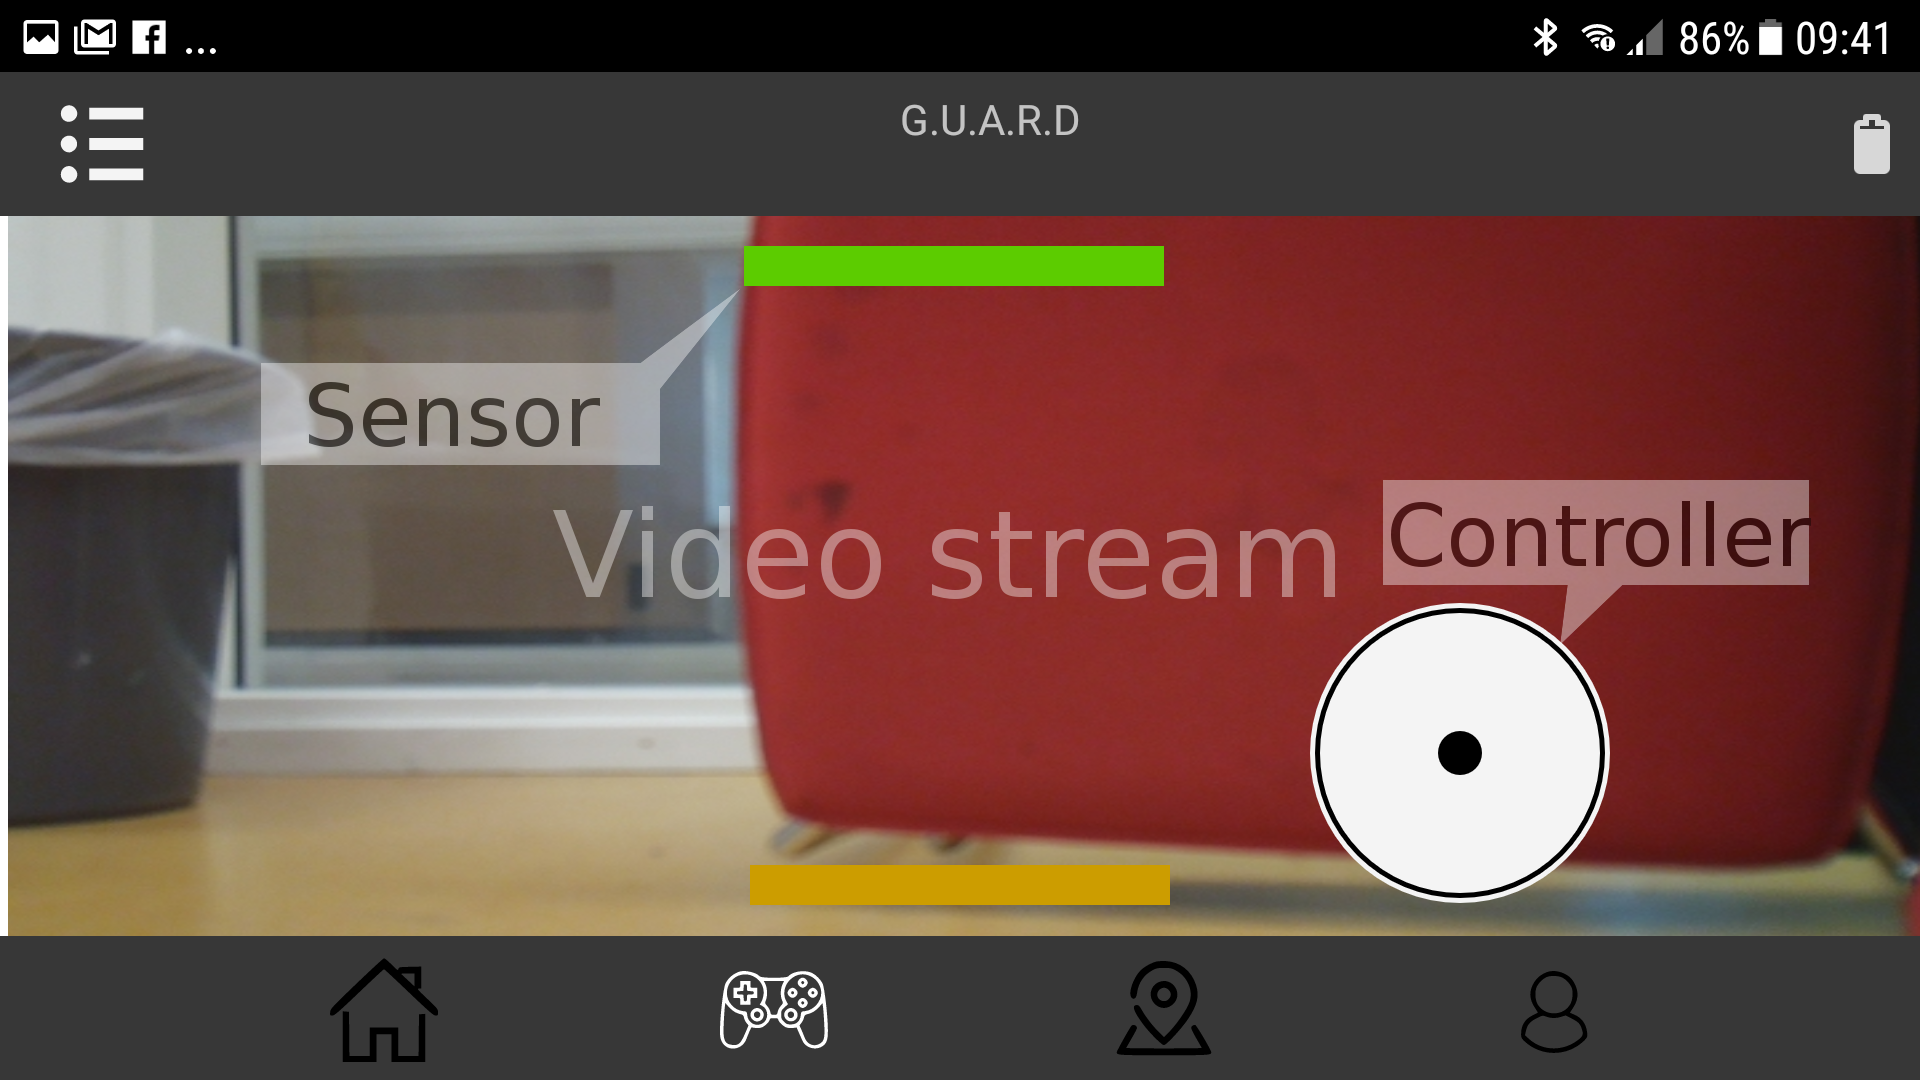 ... 86% 09:41
G.U.A.R.D
Sensor
Controller
Video stream